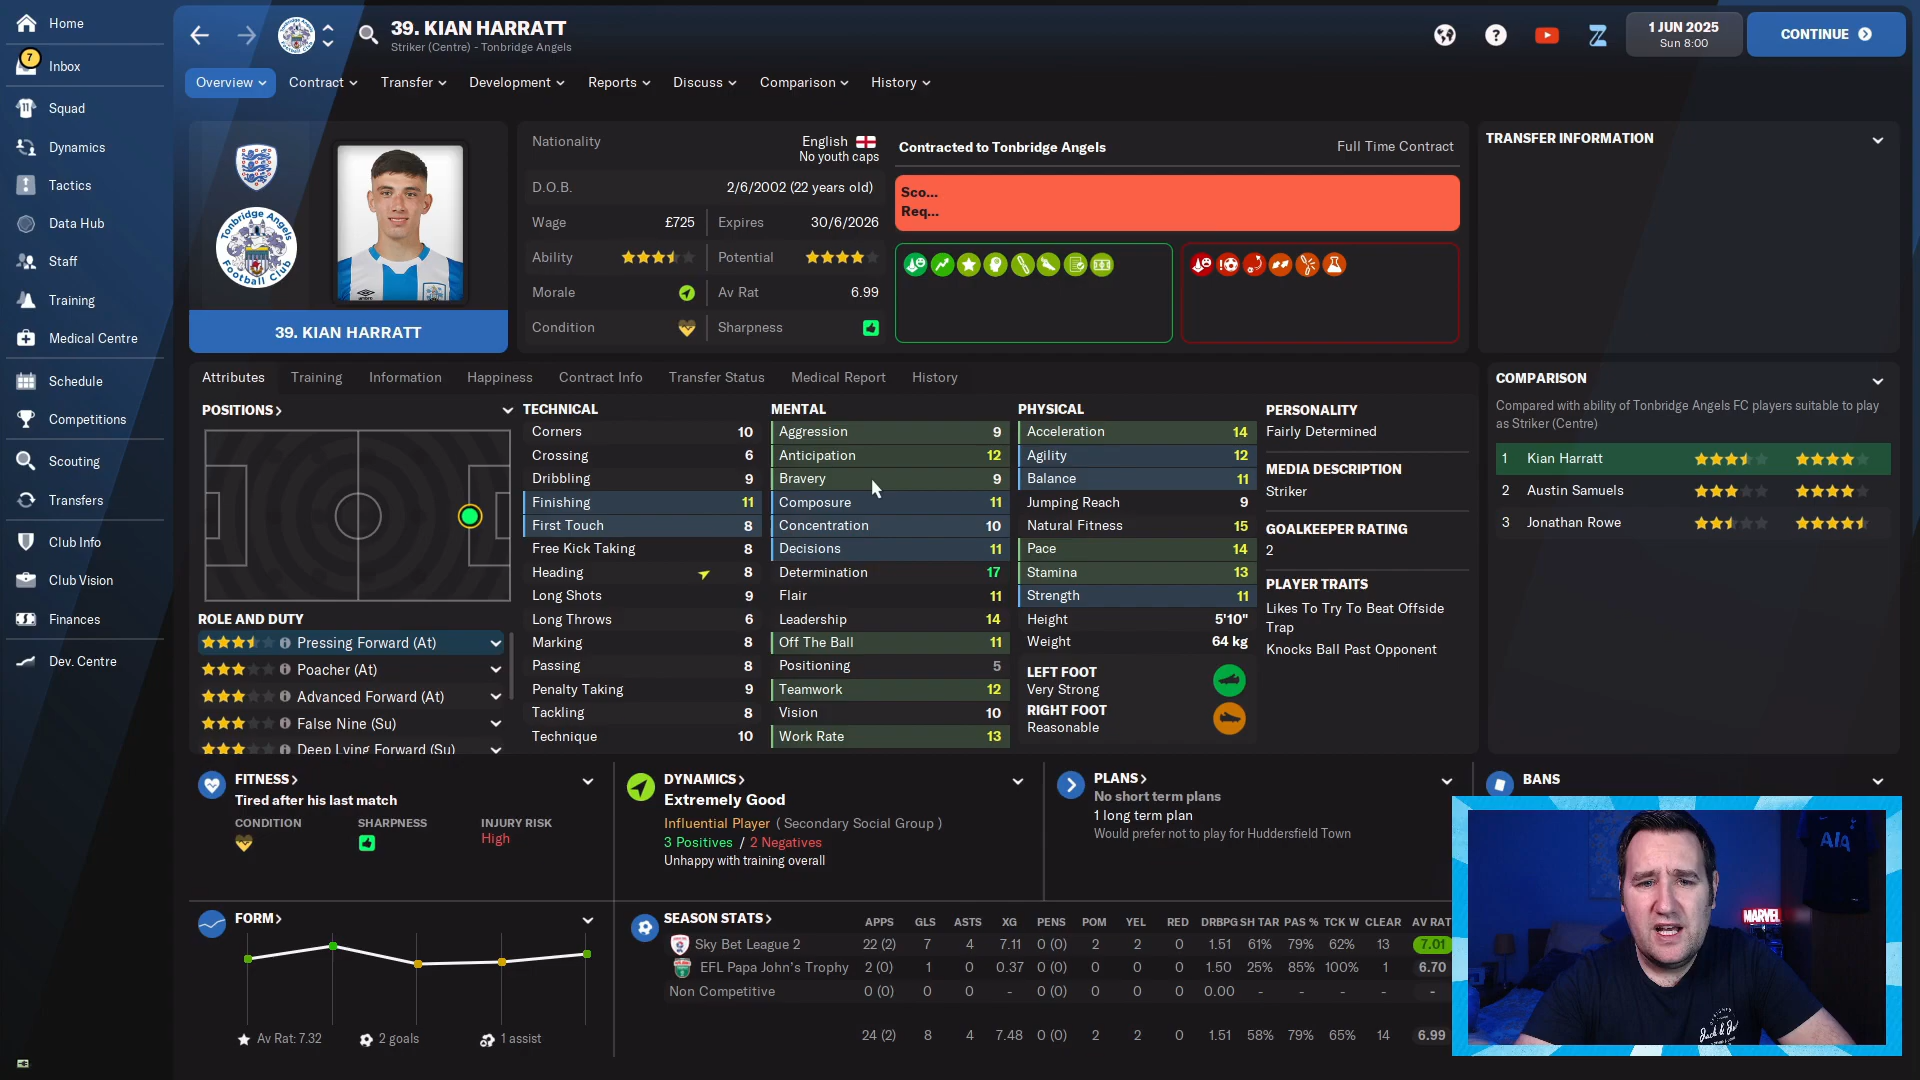 Home
7
Inbox
Squad
Dynamics
Tactics
Data Hub
Staff
Training
Medical Centre
Schedule
Competitions
Scouting
Transfers
Club Info
Club Vision
Finances
Dev. Centre
39. KIAN HARRATT
Striker (Centre) - Tonbridge Angels
1 JUN 2025
Sun 8:00
CONTINUE
Overview Contract Transfer Development Reports Discuss Comparison History
Tonbridge Angels
Football Club
39. KIAN HARRATT
Nationality English
No youth caps
D.O.B. 2/6/2002 (22 years old)
Wage £725 Expires 30/6/2026
Ability Potential
Morale Av Rat 6.99
Condition Sharpness
Contracted to Tonbridge Angels Full Time Contract
Sco...
Req...
TRANSFER INFORMATION
Attributes Training Information Happiness Contract Info Transfer Status Medical Report History
POSITIONS>
ROLE AND DUTY
Pressing Forward (At)
Poacher (At)
Advanced Forward (At)
False Nine (Su)
Deep Lying Forward (Su)
TECHNICAL
Corners 10
Crossing 6
Dribbling 9
Finishing 11
First Touch 8
Free Kick Taking 8
Heading 8
Long Shots 9
Long Throws 6
Marking 8
Passing 8
Penalty Taking 9
Tackling 8
Technique 10
MENTAL
Aggression 9
Anticipation 12
Bravery 9
Composure 11
Concentration 10
Decisions 11
Determination 17
Flair 11
Leadership 14
Off The Ball 11
Positioning 5
Teamwork 12
Vision 10
Work Rate 13
PHYSICAL
Acceleration 14
Agility 12
Balance 11
Jumping Reach 9
Natural Fitness 15
Pace 14
Stamina 13
Strength 11
Height 5'10"
Weight 64 kg
LEFT FOOT
Very Strong
RIGHT FOOT
Reasonable
PERSONALITY
Fairly Determined
MEDIA DESCRIPTION
Striker
GOALKEEPER RATING
2
PLAYER TRAITS
Likes To Try To Beat Offside
Trap
Knocks Ball Past Opponent
COMPARISON
Compared with ability of Tonbridge Angels FC players suitable to play
as Striker (Centre)
1 Kian Harratt
2 Austin Samuels
3 Jonathan Rowe
FITNESS>
Tired after his last match
CONDITION SHARPNESS INJURY RISK
High
DYNAMICS>
Extremely Good
Influential Player ( Secondary Social Group )
3 Positives / 2 Negatives
Unhappy with training overall
PLANS>
No short term plans
1 long term plan
Would prefer not to play for Huddersfield Town
BANS
FORM>
Av Rat: 7.32 2 goals 1 assist
SEASON STATS> APPS GLS ASTS XG PENS POM YEL RED DRBPG SH TAR PAS % TCK W CLEAR AV RAT
Sky Bet League 2 22 (2) 7 4 7.11 0 (0) 2 2 0 1.51 61% 79% 62% 13 7.01
EFL Papa John's Trophy 2 (0) 1 0 0.37 0 (0) 0 0 0 1.50 25% 85% 100% 1 6.70
Non Competitive 0 (0) 0 0 - 0 (0) 0 0 0 0.00 - - - - -
24 (2) 8 4 7.48 0 (0) 2 2 0 1.51 58% 79% 65% 14 6.99
AIA
MARVEL